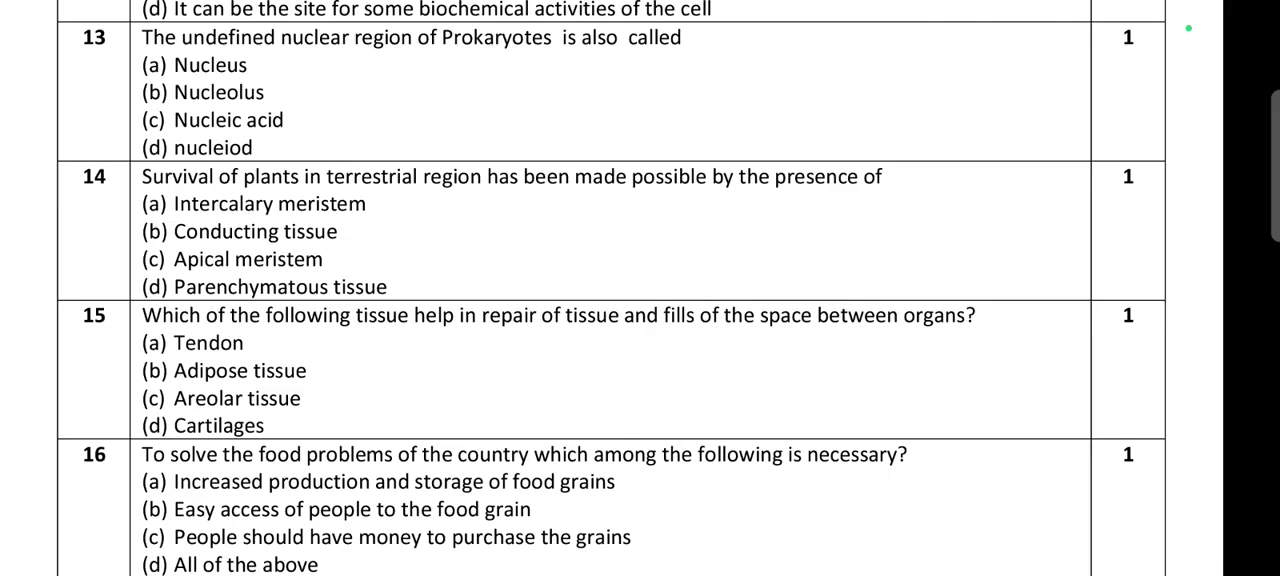 (d) It can be the site for some biochemical activities of the cell
13 The undefined nuclear region of Prokaryotes is also called 1
(a) Nucleus
(b) Nucleolus
(c) Nucleic acid
(d) nucleiod
14 Survival of plants in terrestrial region has been made possible by the presence of 1
(a) Intercalary meristem
(b) Conducting tissue
(c) Apical meristem
(d) Parenchymatous tissue
15 Which of the following tissue help in repair of tissue and fills of the space between organs? 1
(a) Tendon
(b) Adipose tissue
(c) Areolar tissue
(d) Cartilages
16 To solve the food problems of the country which among the following is necessary? 1
(a) Increased production and storage of food grains
(b) Easy access of people to the food grain
(c) People should have money to purchase the grains
(d) All of the above